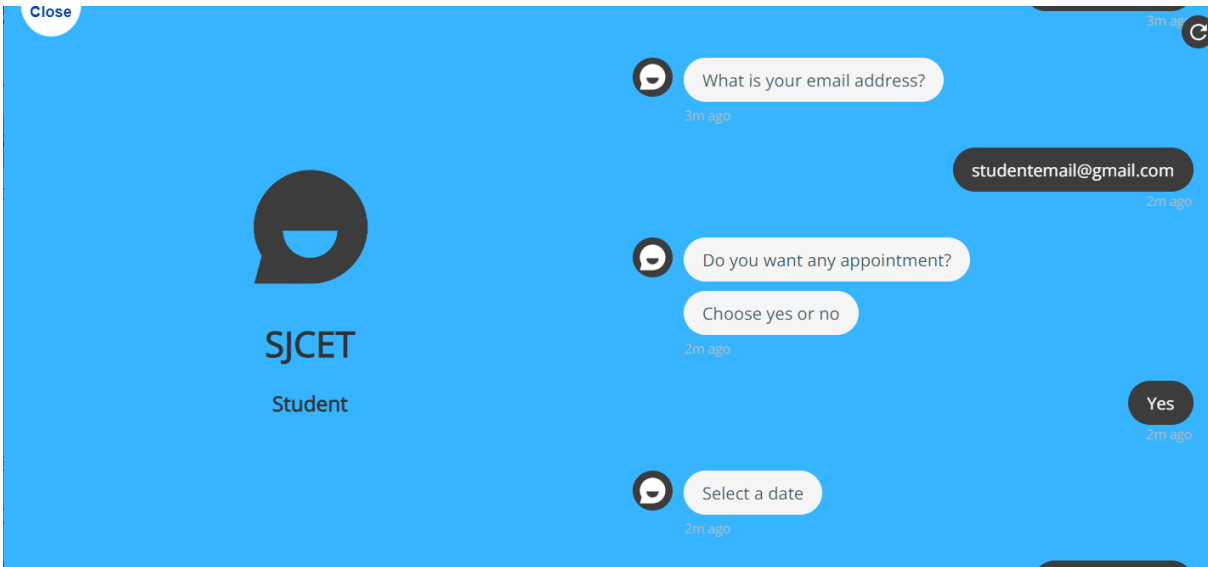 Close
3m ago
What is your email address?
3m ago
studentemail@gmail.com
2m ago
Do you want any appointment?
Choose yes or no
2m ago
SJCET
Yes
Student
2m ago
Select a date
2m ago